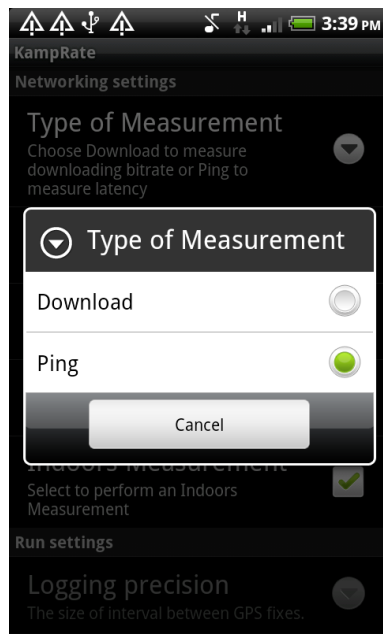 H
3:39 PM
KampRate
Networking settings
Type of Measurement
Choose Download to measure
downloading bitrate or Ping to
measure latency
Type of Measurement
Download
Ping
Cancel
Indoors Measurement
Select to perform an Indoors
Measurement
Run settings
Logging precision
The size of interval between GPS fixes.